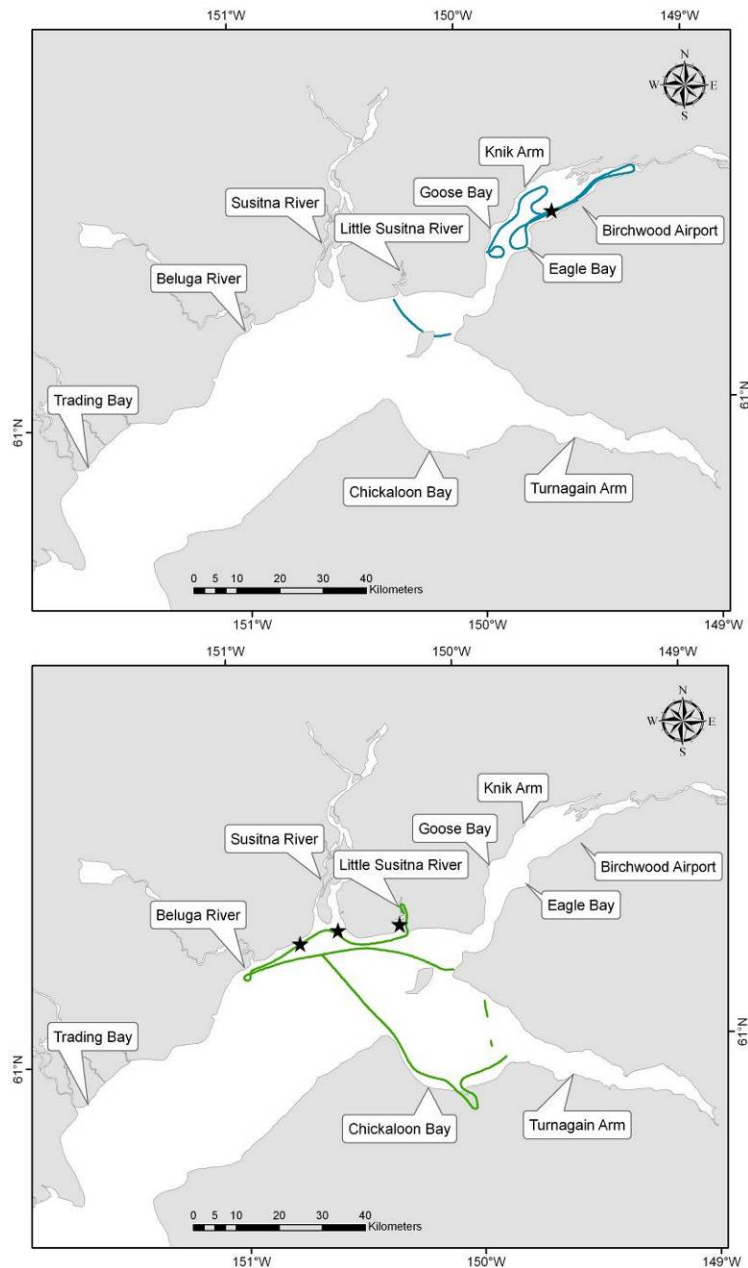 151°W 150°W 149°W
N
W E
S
Knik Arm
Goose Bay
Susitna River
Little Susitna River
Birchwood Airport
Beluga River
Eagle Bay
Trading Bay
61°N
61°N
Chickaloon Bay
Turnagain Arm
0 5 10 20 30 40
Kilometers
151°W 150°W 149°W
151°W 150°W 149°W
N
W E
S
Knik Arm
Goose Bay
Susitna River
Little Susitna River
Birchwood Airport
Beluga River
Eagle Bay
Trading Bay
61°N
61°N
Chickaloon Bay
Turnagain Arm
0 5 10 20 30 40
Kilometers
151°W 150°W 149°W